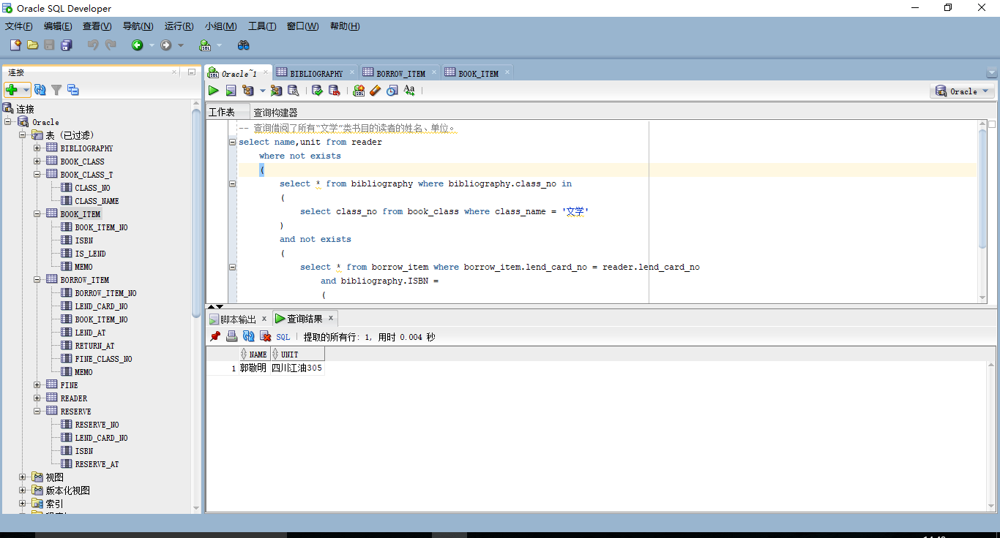 Oracle SQL Developer
文件(F) 编辑(E) 查看(V) 导航(N) 运行(R) 小组(M) 工具(T) 窗口(W) 帮助(H)
连接
连接
Oracle
表 (已过滤)
BIBLIOGRAPHY
BOOK_CLASS
BOOK_CLASS_T
CLASS_NO
CLASS_NAME
BOOK_ITEM
BOOK_ITEM_NO
ISBN
IS_LEND
MEMO
BORROW_ITEM
BORROW_ITEM_NO
LEND_CARD_NO
BOOK_ITEM_NO
LEND_AT
RETURN_AT
FINE_CLASS_NO
MEMO
FINE
READER
RESERVE
RESERVE_NO
LEND_CARD_NO
ISBN
RESERVE_AT
视图
版本化视图
索引
Oracle~1 BIBLIOGRAPHY BORROW_ITEM BOOK_ITEM
SQL Aa Oracle
工作表 查询构建器
-- 查询借阅了所有“文学”类书目的读者的姓名、单位。
select name,unit from reader
where not exists
(
select * from bibliography where bibliography.class_no in
(
select class_no from book_class where class_name = '文学'
)
and not exists
(
select * from borrow_item where borrow_item.lend_card_no = reader.lend_card_no
and bibliography.ISBN =
(
脚本输出 x 查询结果 x
SQL | 提取的所有行: 1, 用时 0.004 秒
NAME UNIT
1 郭敬明 四川江油305